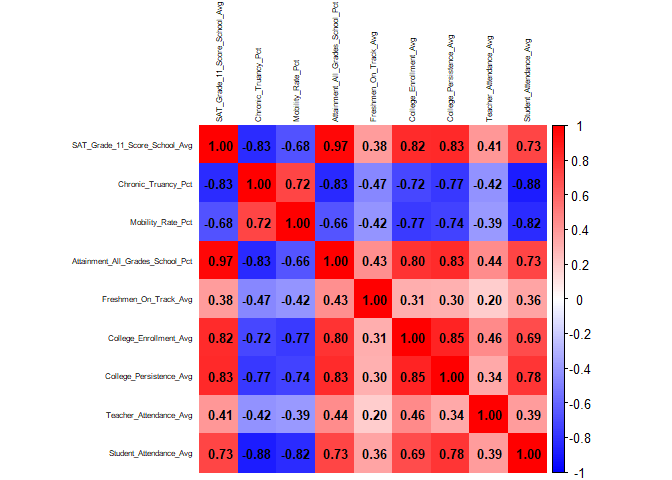 SAT_Grade_11_Score_School_Avg
Chronic_Truancy_Pct
Mobility_Rate_Pct
Attainment_All_Grades_School_Pct
Freshmen_On_Track_Avg
College_Enrollment_Avg
College_Persistence_Avg
Teacher_Attendance_Avg
Student_Attendance_Avg
SAT_Grade_11_Score_School_Avg 1.00 -0.83 -0.68 0.97 0.38 0.82 0.83 0.41 0.73
Chronic_Truancy_Pct -0.83 1.00 0.72 -0.83 -0.47 -0.72 -0.77 -0.42 -0.88
Mobility_Rate_Pct -0.68 0.72 1.00 -0.66 -0.42 -0.77 -0.74 -0.39 -0.82
Attainment_All_Grades_School_Pct 0.97 -0.83 -0.66 1.00 0.43 0.80 0.83 0.44 0.73
Freshmen_On_Track_Avg 0.38 -0.47 -0.42 0.43 1.00 0.31 0.30 0.20 0.36
College_Enrollment_Avg 0.82 -0.72 -0.77 0.80 0.31 1.00 0.85 0.46 0.69
College_Persistence_Avg 0.83 -0.77 -0.74 0.83 0.30 0.85 1.00 0.34 0.78
Teacher_Attendance_Avg 0.41 -0.42 -0.39 0.44 0.20 0.46 0.34 1.00 0.39
Student_Attendance_Avg 0.73 -0.88 -0.82 0.73 0.36 0.69 0.78 0.39 1.00
1
0.8
0.6
0.4
0.2
0
-0.2
-0.4
-0.6
-0.8
-1